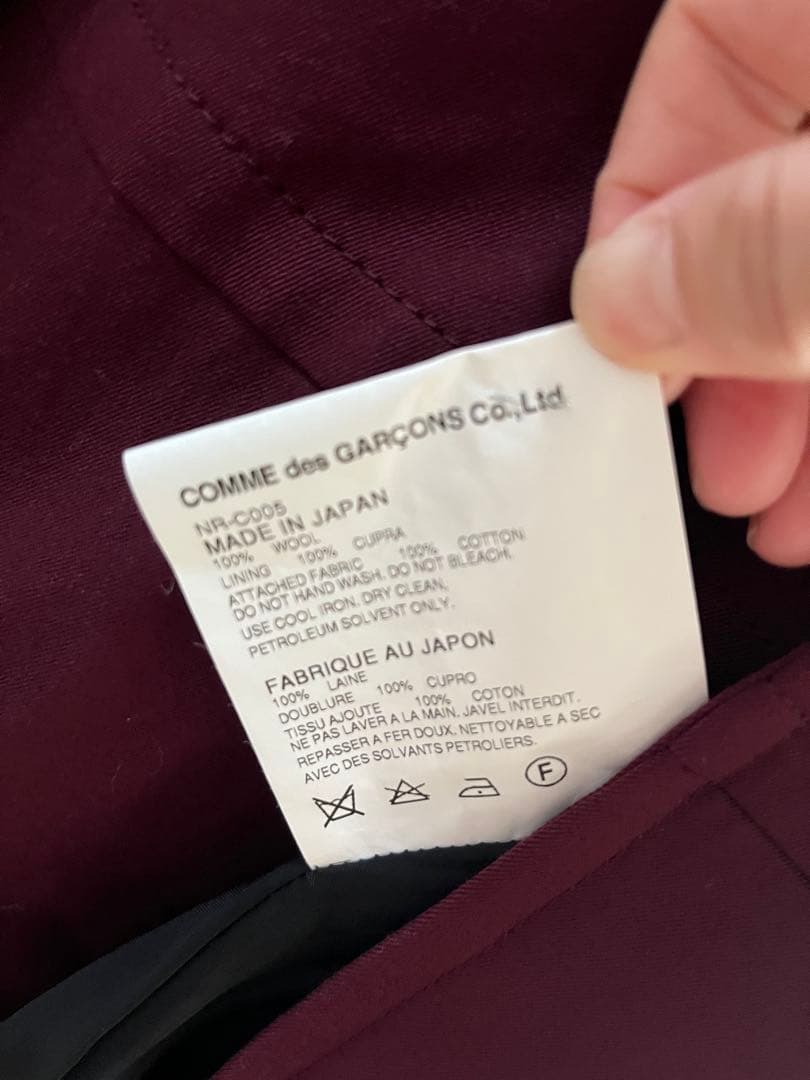 COMME des GARÇONS Co.,Ltd
NR-C005
MADE IN JAPAN
100% WOOL
LINING 100% CUPRA
ATTACHED FABRIC 100% COTTON
DO NOT HAND WASH. DO NOT BLEACH.
USE COOL IRON. DRY CLEAN,
PETROLEUM SOLVENT ONLY.
FABRIQUE AU JAPON
100% LAINE
DOUBLURE 100% CUPRO
TISSU AJOUTE 100% COTON
NE PAS LAVER A LA MAIN. JAVEL INTERDIT.
REPASSER A FER DOUX. NETTOYABLE A SEC
AVEC DES SOLVANTS PETROLIERS.
F